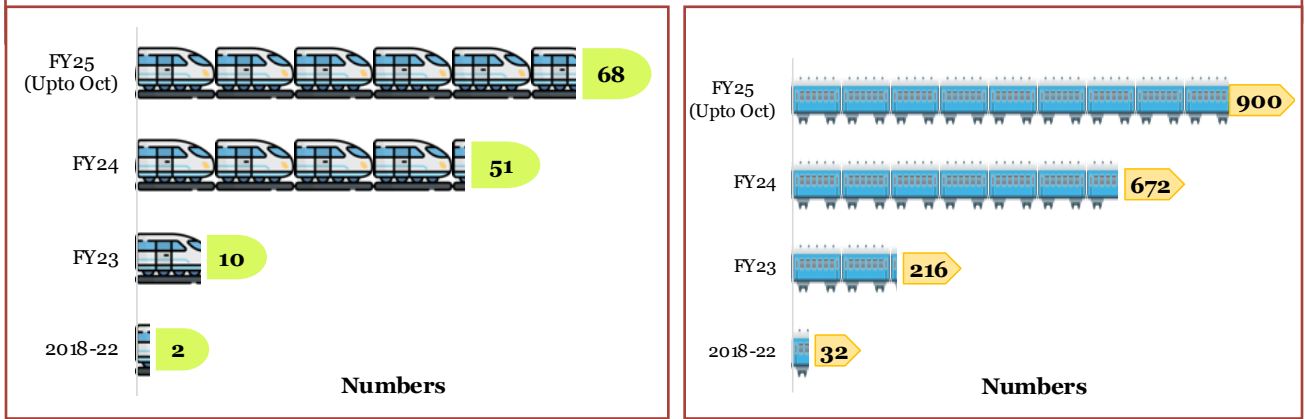 FY25
(Upto Oct)
68
FY24
51
FY23
10
2018-22
2
Numbers
FY25
(Upto Oct)
900
FY24
672
FY23
216
2018-22
32
Numbers